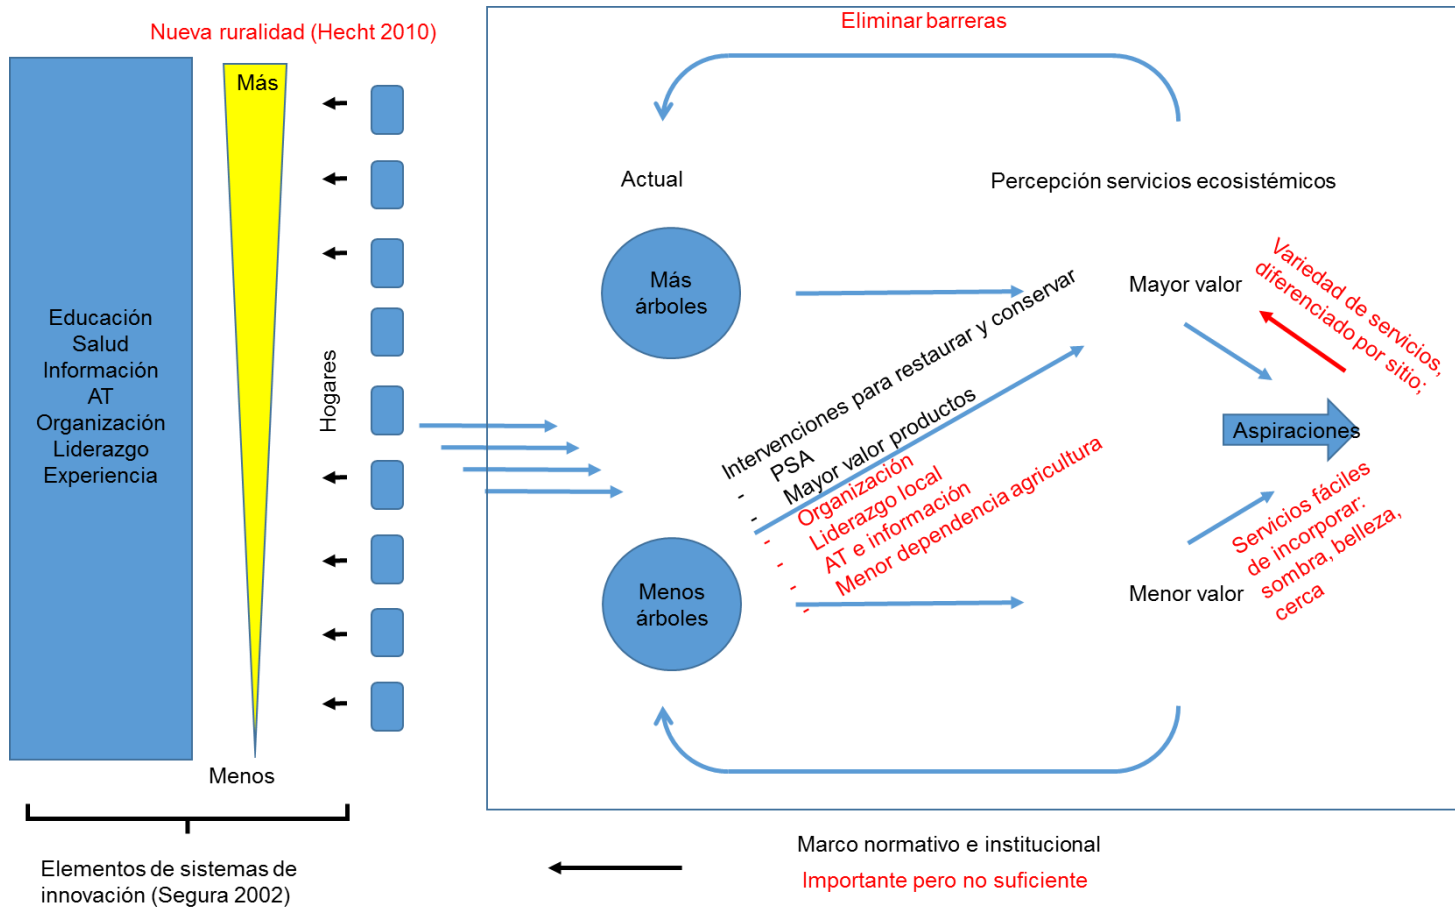 Nueva ruralidad (Hecht 2010)
Más
Educación
Salud
Información
AT
Organización
Liderazgo
Experiencia
Hogares
Menos
Elementos de sistemas de
innovación (Segura 2002)
Eliminar barreras
Actual
Percepción servicios ecosistémicos
Más
árboles
Mayor valor
Variedad de servicios,
diferenciado por sitio;
Intervenciones para restaurar y conservar
- PSA
- Mayor valor productos
- Organización
- Liderazgo local
- AT e información
- Menor dependencia agricultura
Aspiraciones
Menos
árboles
Menor valor
Servicios fáciles
de incorporar:
sombra, belleza,
cerca
Marco normativo e institucional
Importante pero no suficiente